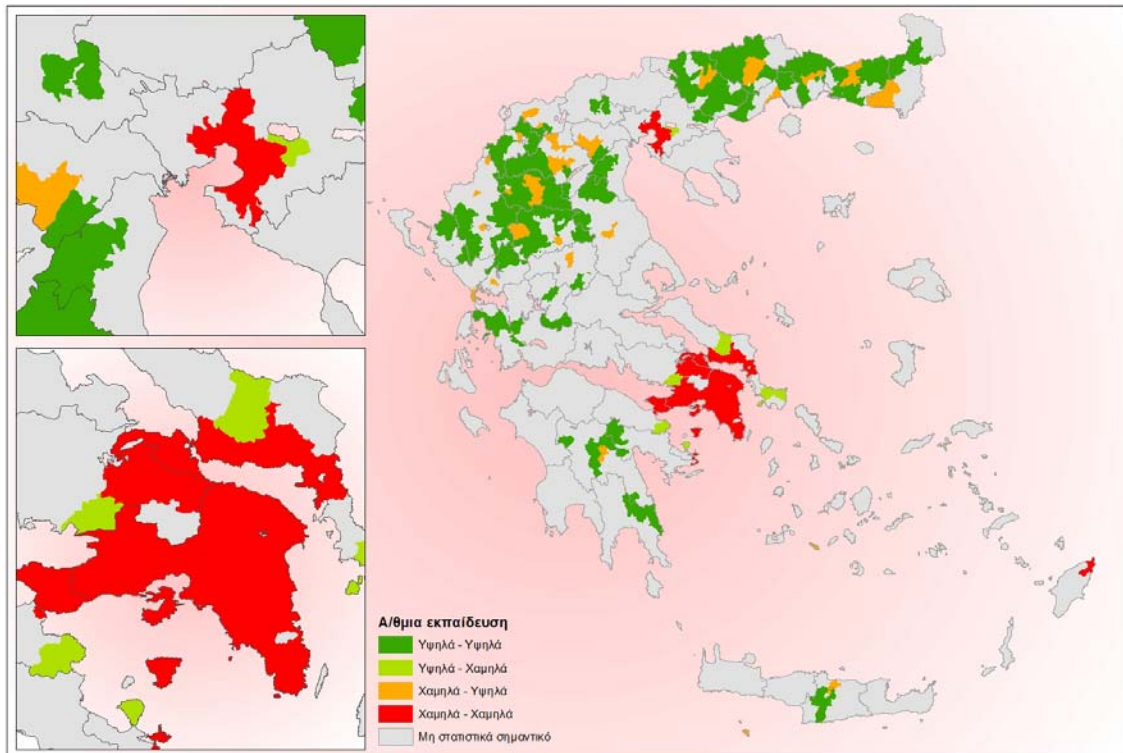 Α/θμια εκπαίδευση
Υψηλά - Υψηλά
Υψηλά - Χαμηλά
Χαμηλά - Υψηλά
Χαμηλά - Χαμηλά
Μη στατιστικά σημαντικό